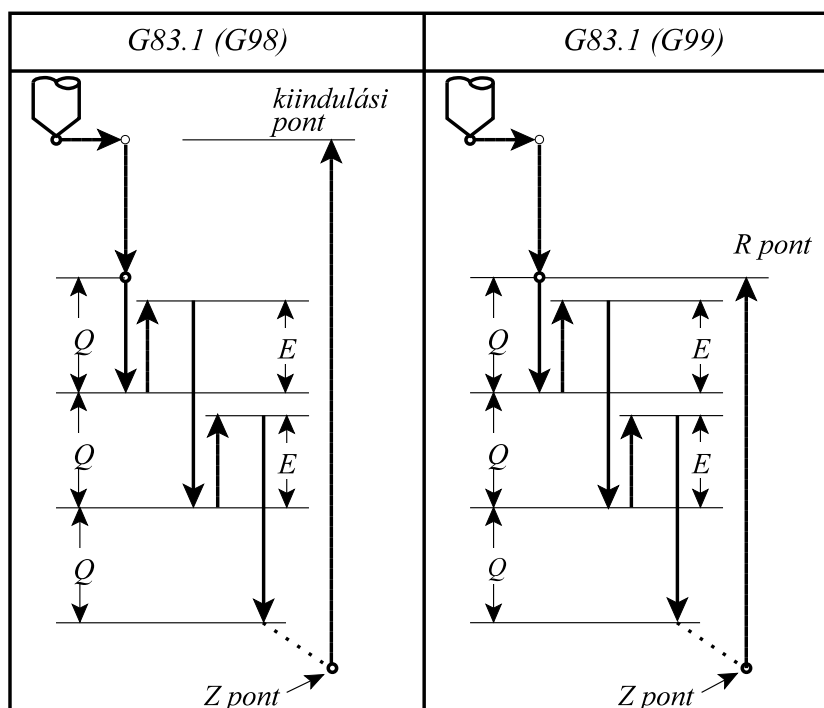 G83.1 (G98)
G83.1 (G99)
kiindulási
pont
R pont
Q
E
Q
E
Q
Z pont
Q
E
Q
E
Q
Z pont